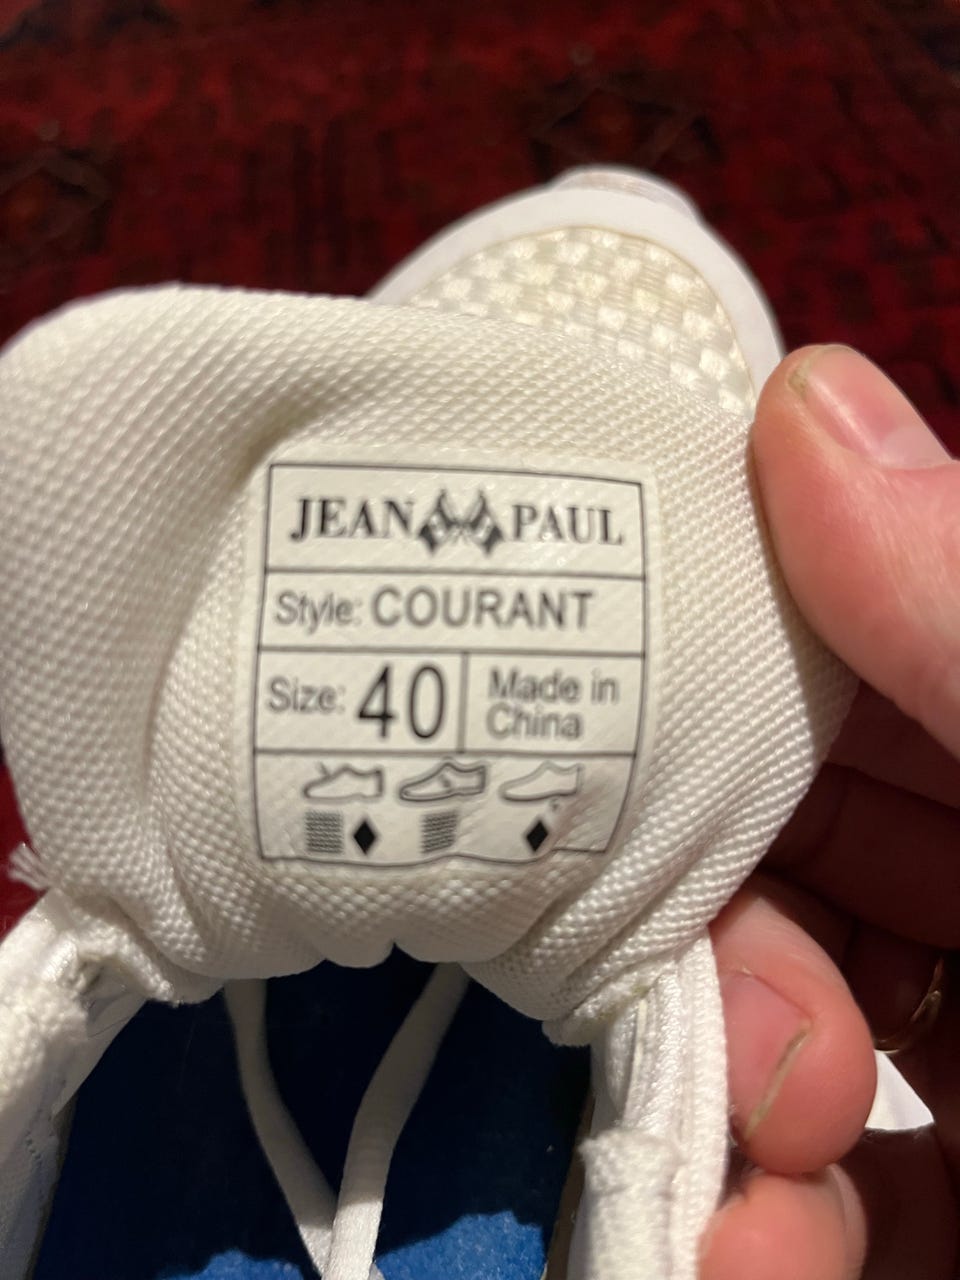 JEAN PAUL
Style: COURANT
Size: 40
Made in
China